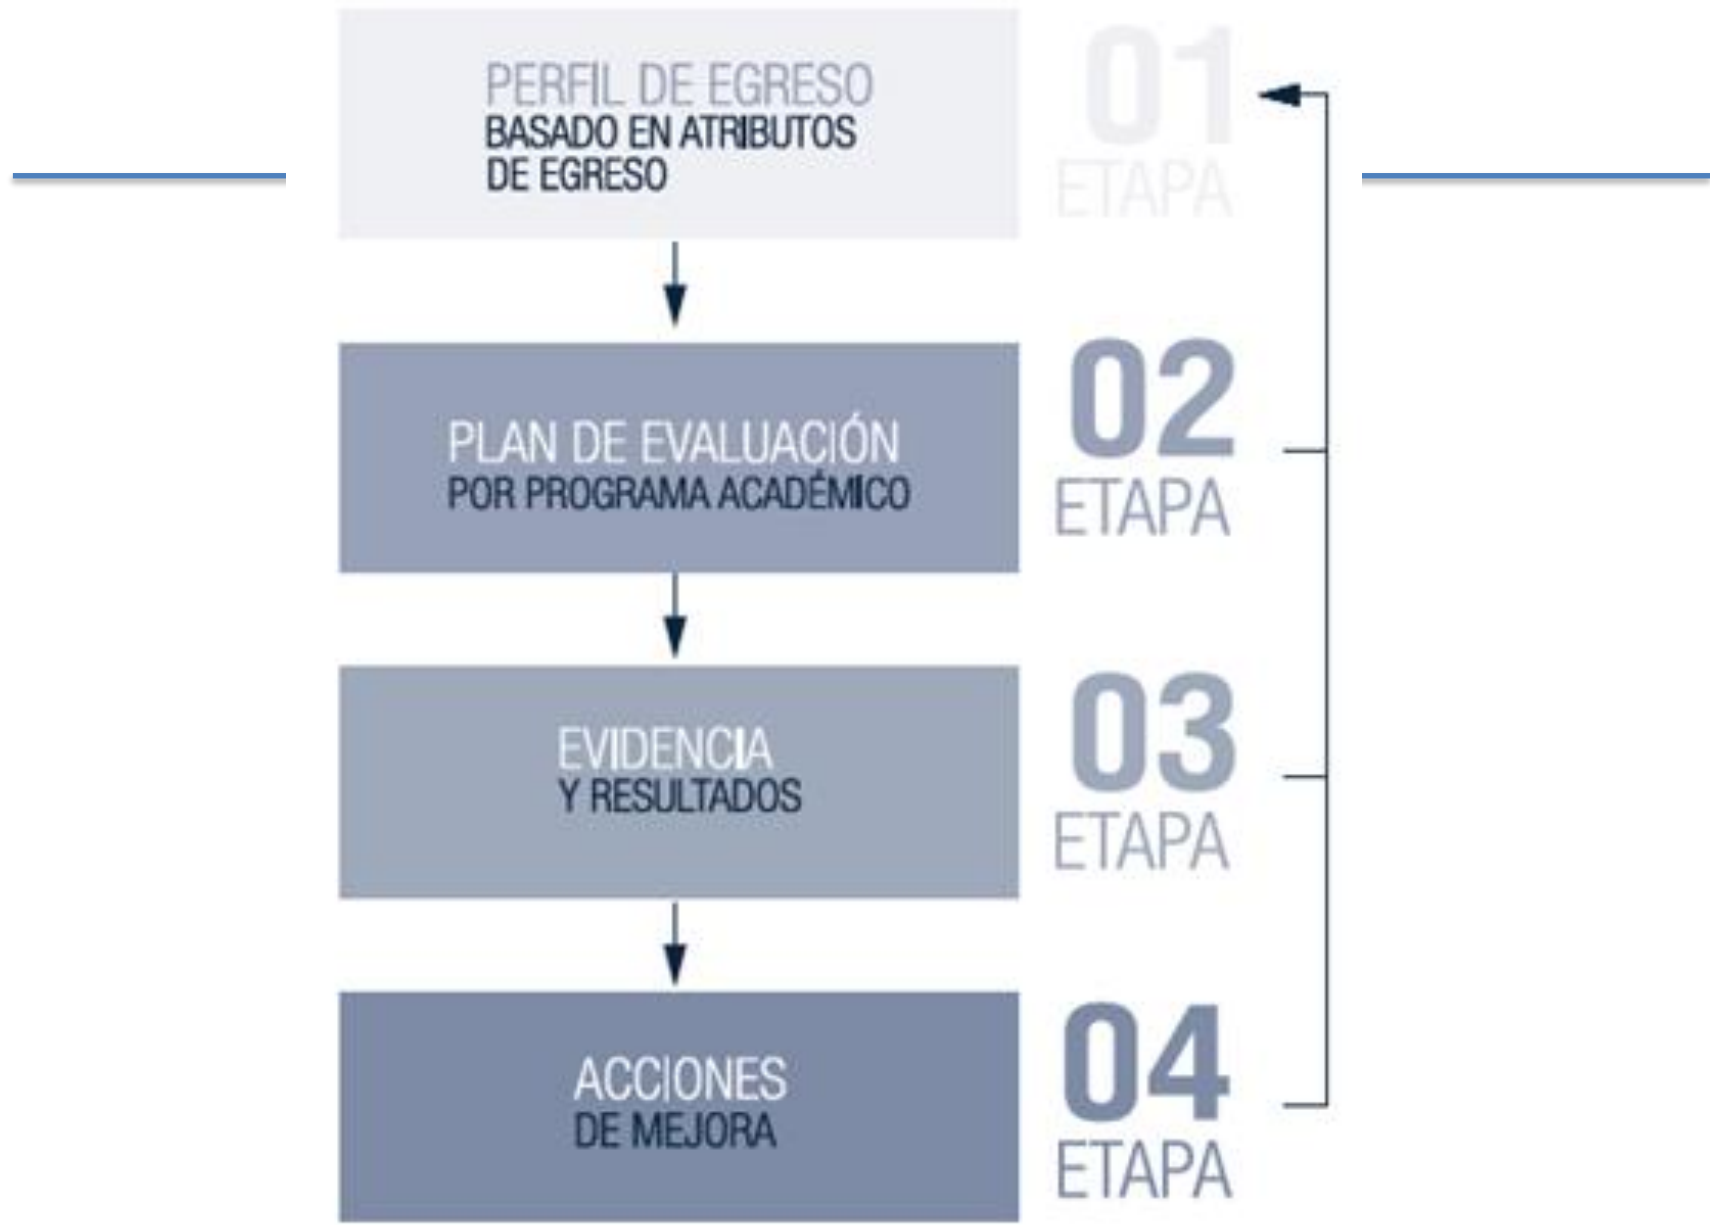 PERFIL DE EGRESO
BASADO EN ATRIBUTOS
DE EGRESO
01
ETAPA
PLAN DE EVALUACIÓN
POR PROGRAMA ACADÉMICO
02
ETAPA
EVIDENCIA
Y RESULTADOS
03
ETAPA
ACCIONES
DE MEJORA
04
ETAPA